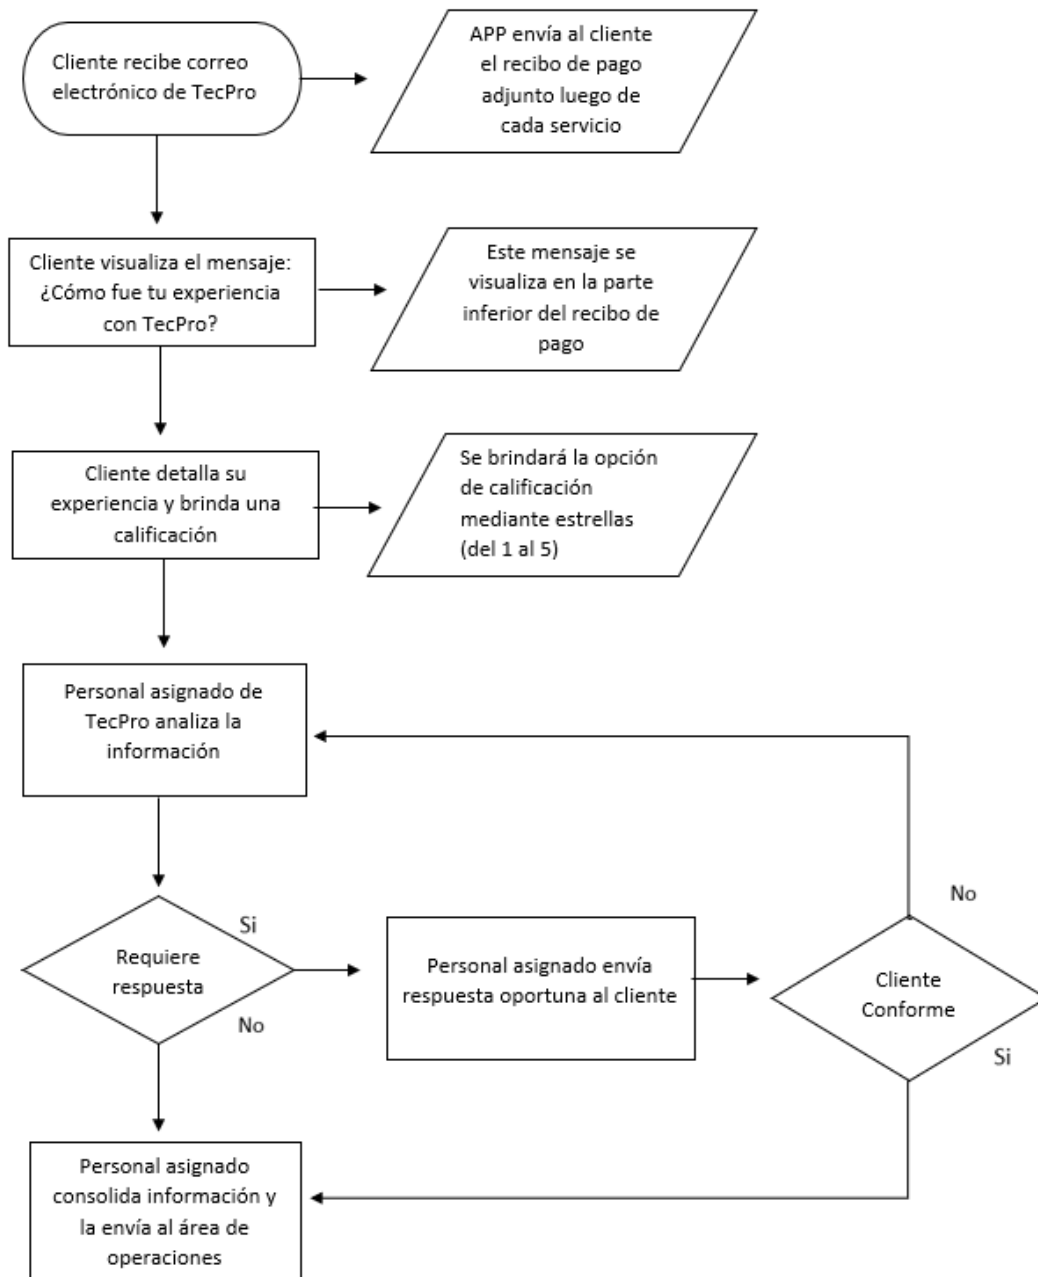 Cliente recibe correo
electrónico de TecPro
APP envía al cliente
el recibo de pago
adjunto luego de
cada servicio
Cliente visualiza el mensaje:
¿Cómo fue tu experiencia
con TecPro?
Este mensaje se
visualiza en la parte
inferior del recibo de
pago
Cliente detalla su
experiencia y brinda una
calificación
Se brindará la opción
de calificación
mediante estrellas
(del 1 al 5)
Personal asignado de
TecPro analiza la
información
Requiere
respuesta
Si
No
Personal asignado envía
respuesta oportuna al cliente
Cliente
Conforme
No
Si
Personal asignado
consolida información y
la envía al área de
operaciones